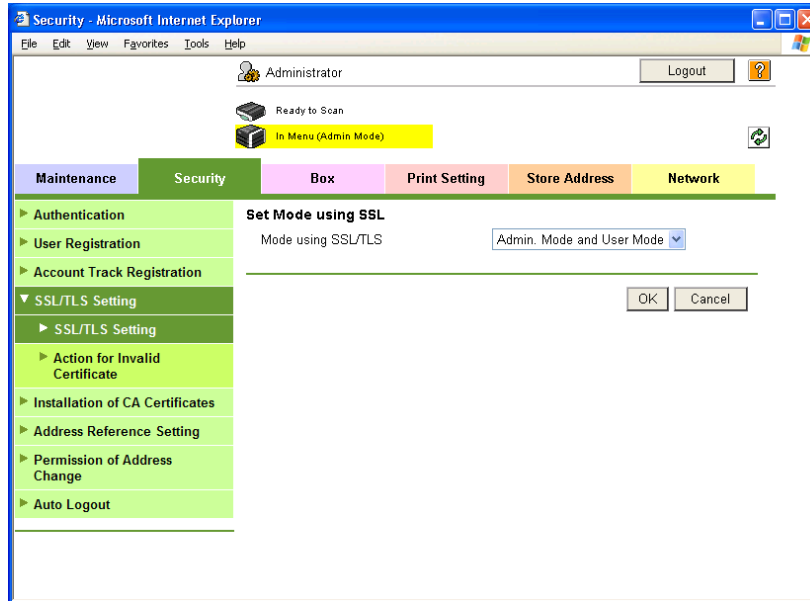 Security - Microsoft Internet Explorer
File Edit View Favorites Tools Help
Administrator
Logout
?
Ready to Scan
In Menu (Admin Mode)
Maintenance Security Box Print Setting Store Address Network
Authentication
User Registration
Account Track Registration
SSL/TLS Setting
SSL/TLS Setting
Action for Invalid
Certificate
Installation of CA Certificates
Address Reference Setting
Permission of Address
Change
Auto Logout
Set Mode using SSL
Mode using SSL/TLS Admin. Mode and User Mode
OK Cancel